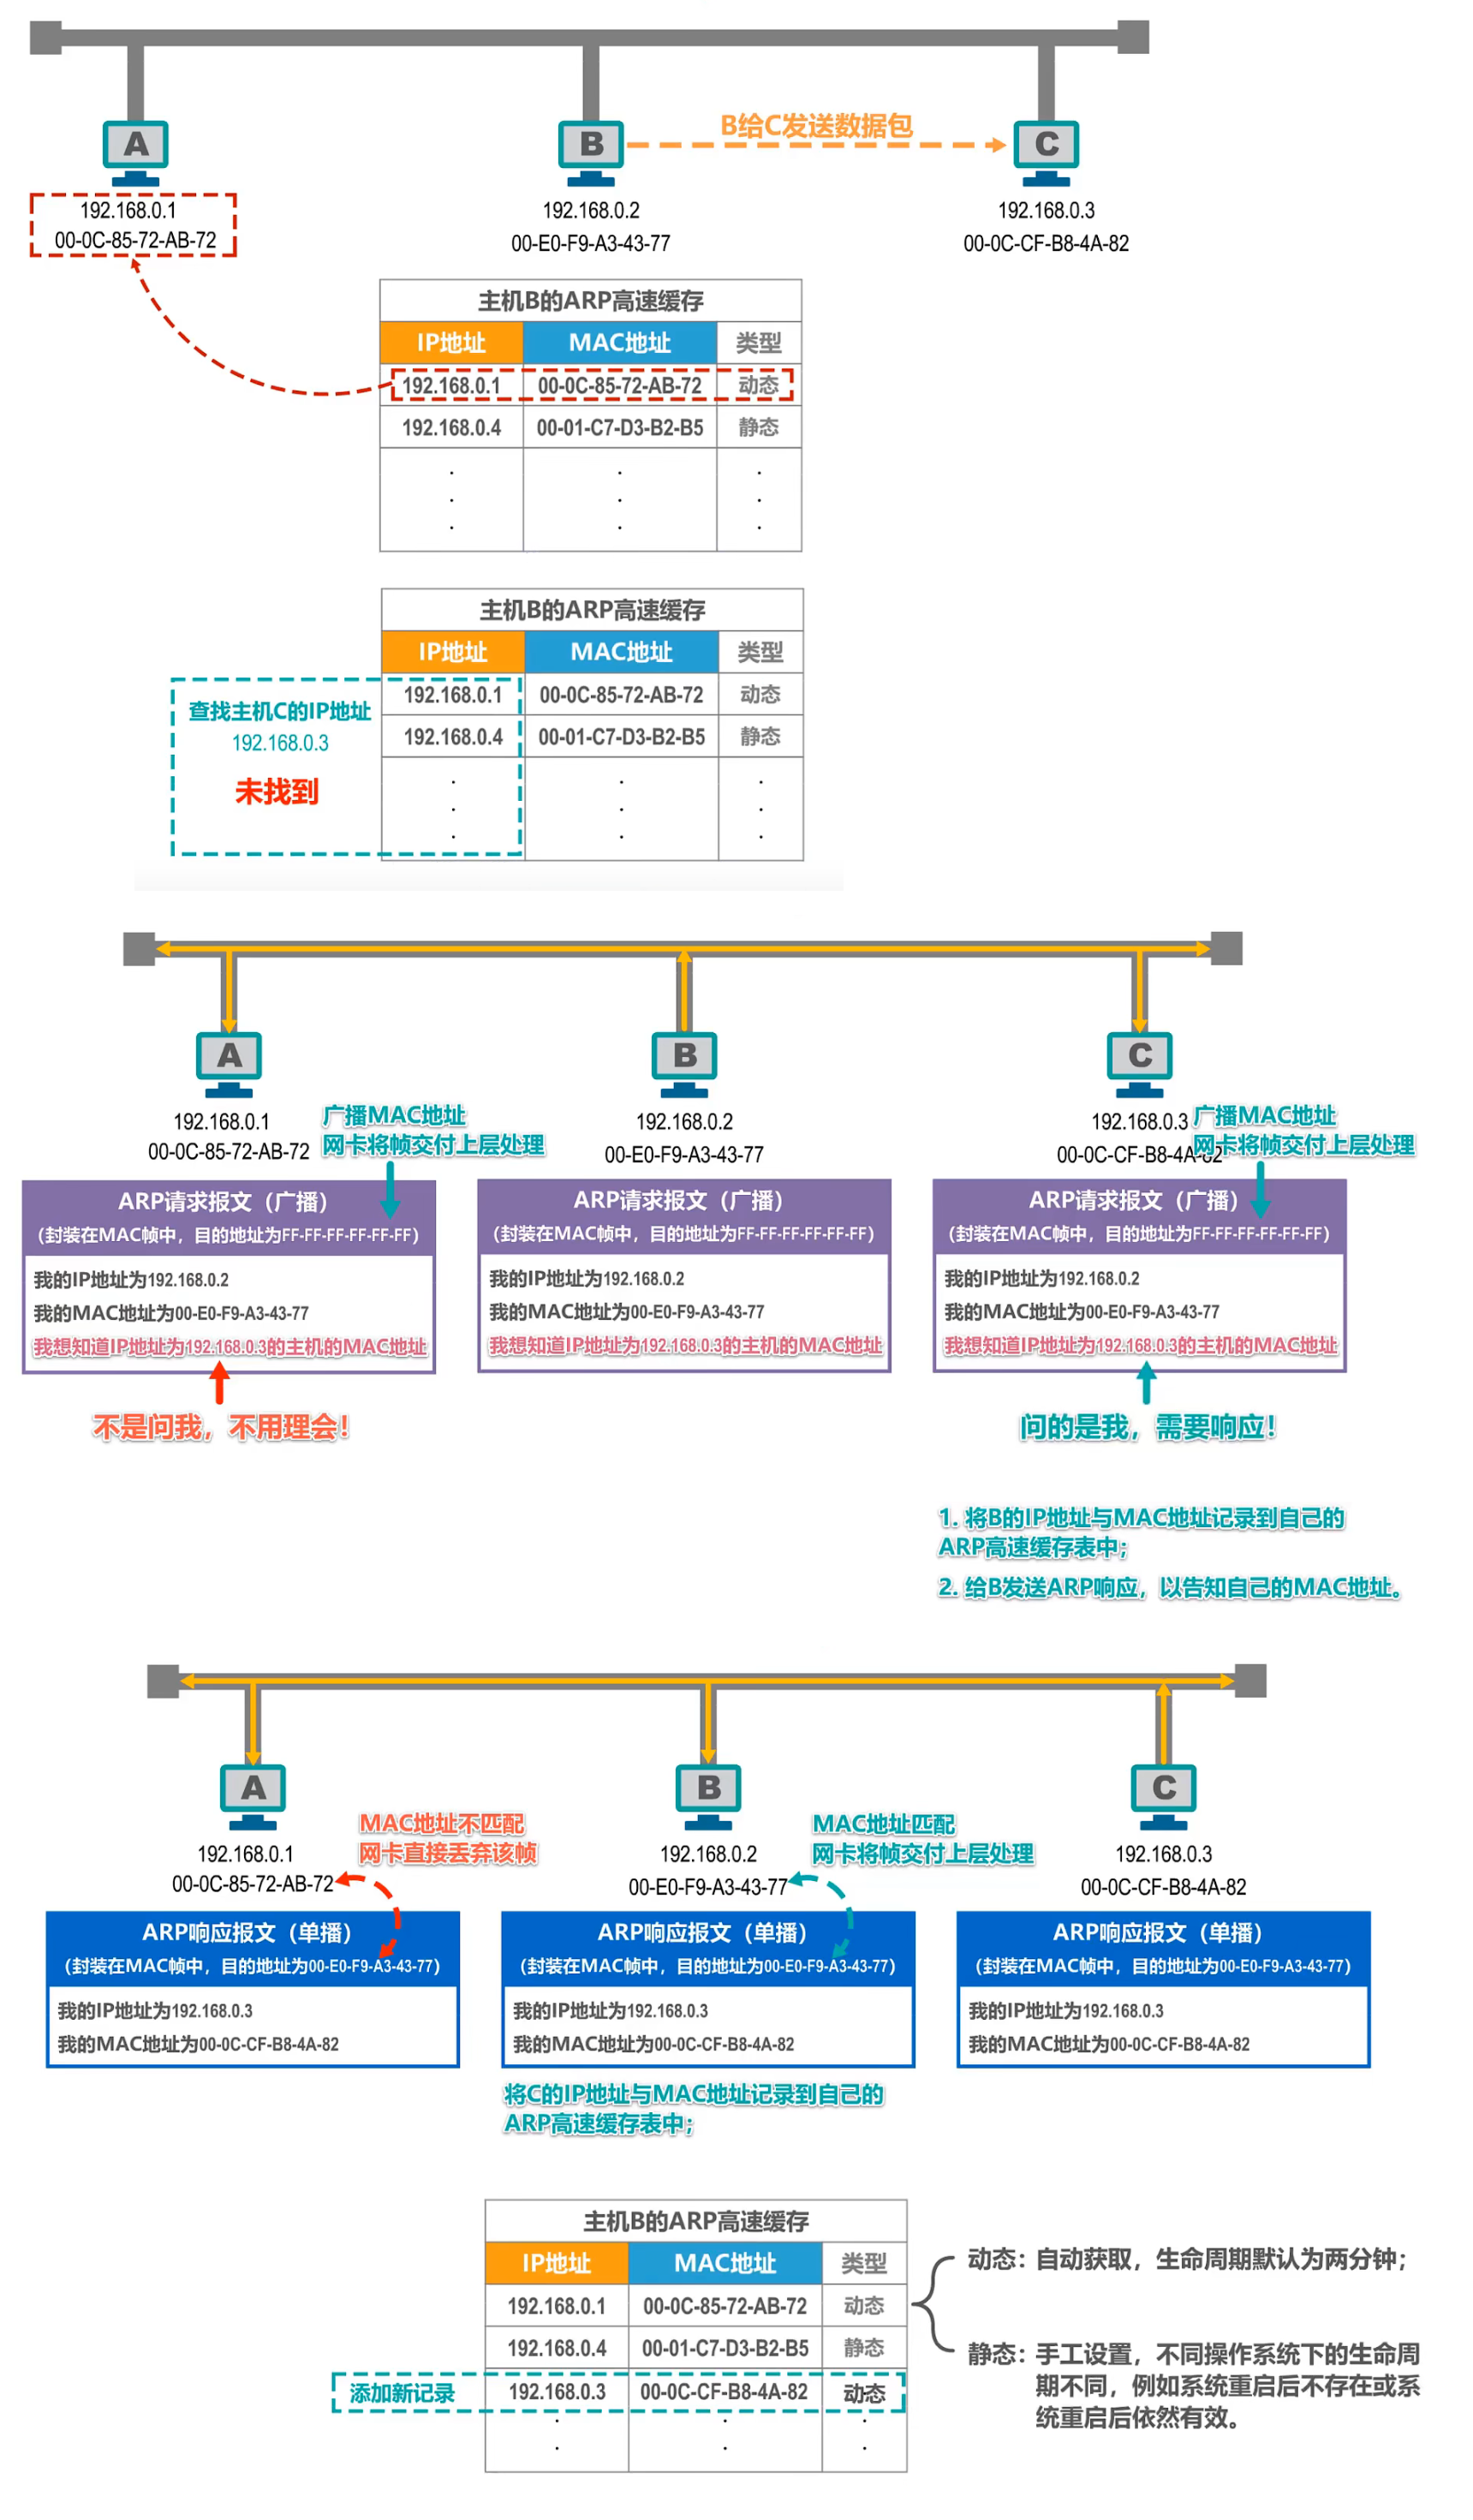 A
B
B给C发送数据包
C
192.168.0.1
00-0C-85-72-AB-72
192.168.0.2
00-E0-F9-A3-43-77
192.168.0.3
00-0C-CF-B8-4A-82
主机B的ARP高速缓存
IP地址 MAC地址 类型
192.168.0.1 00-0C-85-72-AB-72 动态
192.168.0.4 00-01-C7-D3-B2-B5 静态
主机B的ARP高速缓存
IP地址 MAC地址 类型
192.168.0.1 00-0C-85-72-AB-72 动态
192.168.0.4 00-01-C7-D3-B2-B5 静态
查找主机C的IP地址
192.168.0.3
未找到
A
B
C
192.168.0.1
00-0C-85-72-AB-72
广播MAC地址
网卡将帧交付上层处理
192.168.0.2
00-E0-F9-A3-43-77
192.168.0.3
00-0C-CF-B8-4A-82
广播MAC地址
网卡将帧交付上层处理
ARP请求报文（广播）
（封装在MAC帧中，目的地址为FF-FF-FF-FF-FF-FF）
我的IP地址为192.168.0.2
我的MAC地址为00-E0-F9-A3-43-77
我想知道IP地址为192.168.0.3的主机的MAC地址
不是问我，不用理会！
ARP请求报文（广播）
（封装在MAC帧中，目的地址为FF-FF-FF-FF-FF-FF）
我的IP地址为192.168.0.2
我的MAC地址为00-E0-F9-A3-43-77
我想知道IP地址为192.168.0.3的主机的MAC地址
ARP请求报文（广播）
（封装在MAC帧中，目的地址为FF-FF-FF-FF-FF-FF）
我的IP地址为192.168.0.2
我的MAC地址为00-E0-F9-A3-43-77
我想知道IP地址为192.168.0.3的主机的MAC地址
问的是我，需要响应！
1. 将B的IP地址与MAC地址记录到自己的
ARP高速缓存表中；
2. 给B发送ARP响应，以告知自己的MAC地址。
A
B
C
192.168.0.1
00-0C-85-72-AB-72
MAC地址不匹配
网卡直接丢弃该帧
192.168.0.2
00-E0-F9-A3-43-77
MAC地址匹配
网卡将帧交付上层处理
192.168.0.3
00-0C-CF-B8-4A-82
ARP响应报文（单播）
（封装在MAC帧中，目的地址为00-E0-F9-A3-43-77）
我的IP地址为192.168.0.3
我的MAC地址为00-0C-CF-B8-4A-82
ARP响应报文（单播）
（封装在MAC帧中，目的地址为00-E0-F9-A3-43-77）
我的IP地址为192.168.0.3
我的MAC地址为00-0C-CF-B8-4A-82
将C的IP地址与MAC地址记录到自己的
ARP高速缓存表中；
ARP响应报文（单播）
（封装在MAC帧中，目的地址为00-E0-F9-A3-43-77）
我的IP地址为192.168.0.3
我的MAC地址为00-0C-CF-B8-4A-82
主机B的ARP高速缓存
IP地址 MAC地址 类型
192.168.0.1 00-0C-85-72-AB-72 动态
192.168.0.4 00-01-C7-D3-B2-B5 静态
添加新记录 192.168.0.3 00-0C-CF-B8-4A-82 动态
动态：自动获取，生命周期默认为两分钟；
静态：手工设置，不同操作系统下的生命周
期不同，例如系统重启后不存在或系
统重启后依然有效。